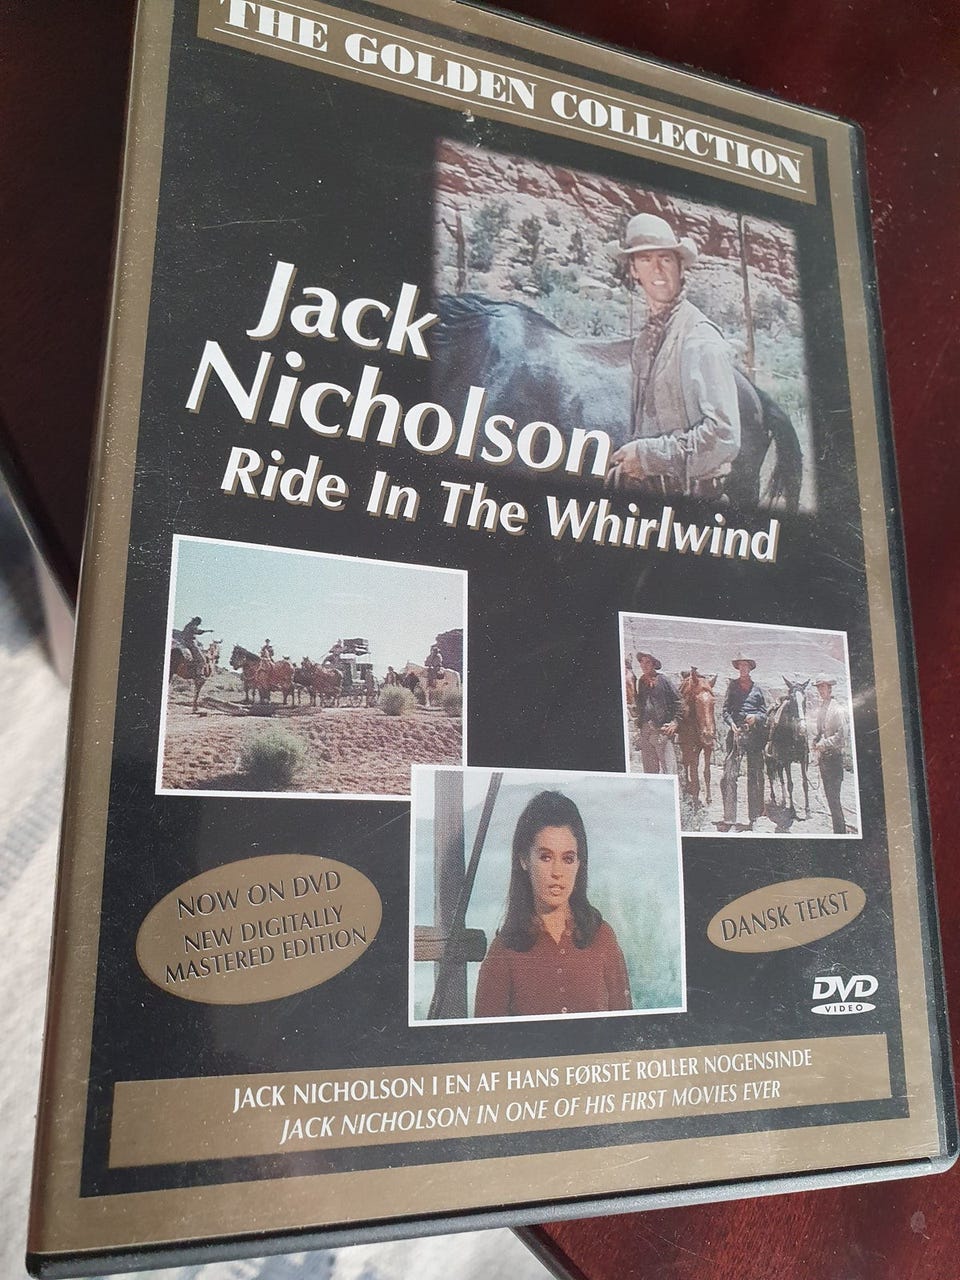 THE GOLDEN COLLECTION
Jack
Nicholson
Ride In The Whirlwind
NOW ON DVD
NEW DIGITALLY
MASTERED EDITION
DANSK TEKST
DVD
VIDEO
JACK NICHOLSON I EN AF HANS FØRSTE ROLLER NOGENSINDE
JACK NICHOLSON IN ONE OF HIS FIRST MOVIES EVER